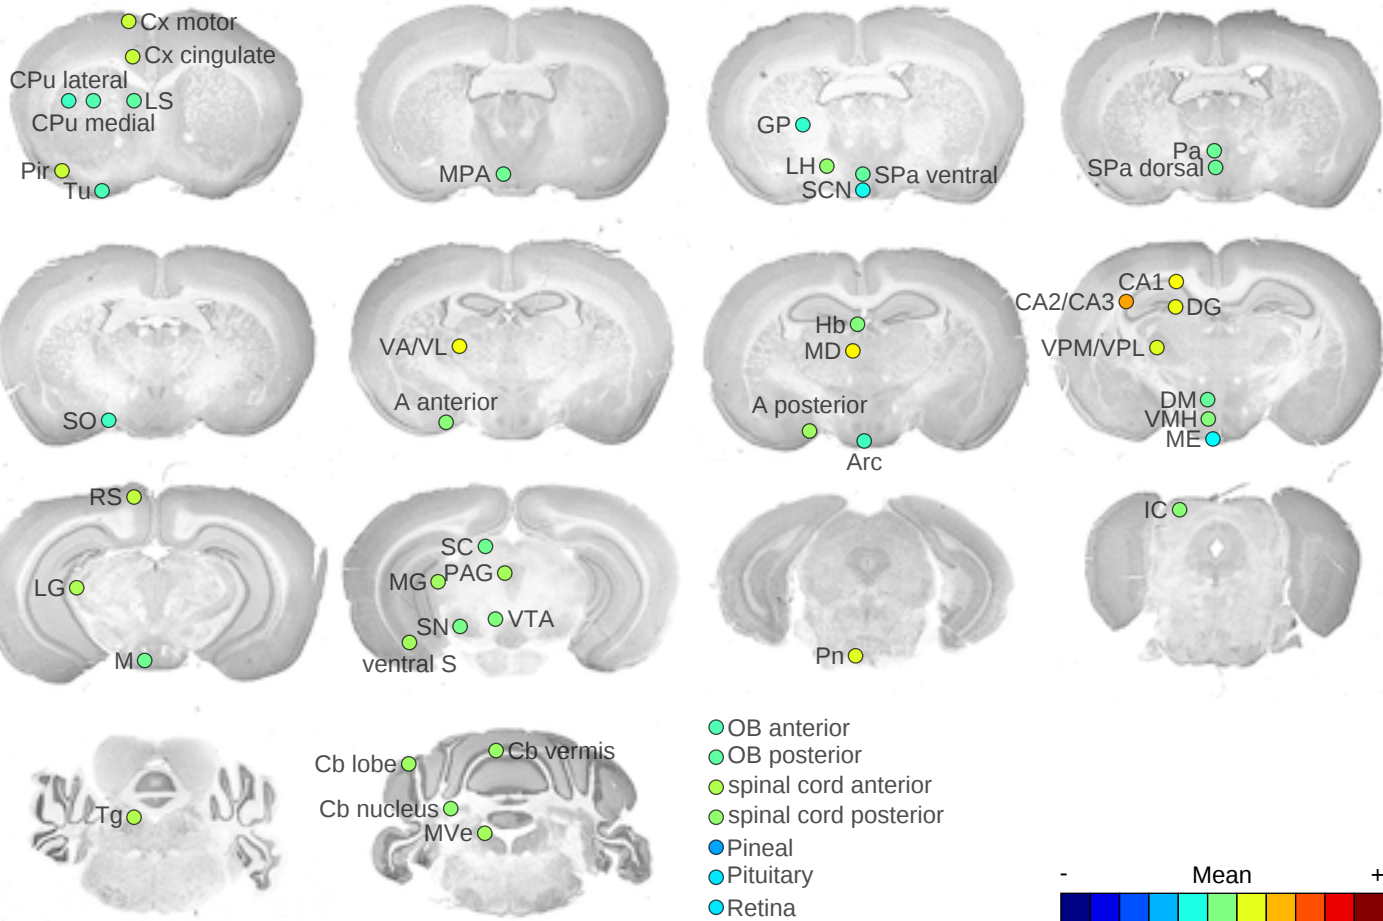 Cx motor
Cx cingulate
CPu lateral
LS
CPu medial
Pir
Tu
MPA
GP
LH
SPa ventral
SCN
Pa
SPa dorsal
SO
VA/VL
A anterior
Hb
MD
A posterior
Arc
CA1
CA2/CA3
DG
VPM/VPL
DM
VMH
ME
RS
LG
M
SC
MG PAG
SN VTA
ventral S
Pn
IC
Tg
Cb lobe
Cb vermis
Cb nucleus
MVe
OB anterior
OB posterior
spinal cord anterior
spinal cord posterior
Pineal
Pituitary
Retina
- Mean +